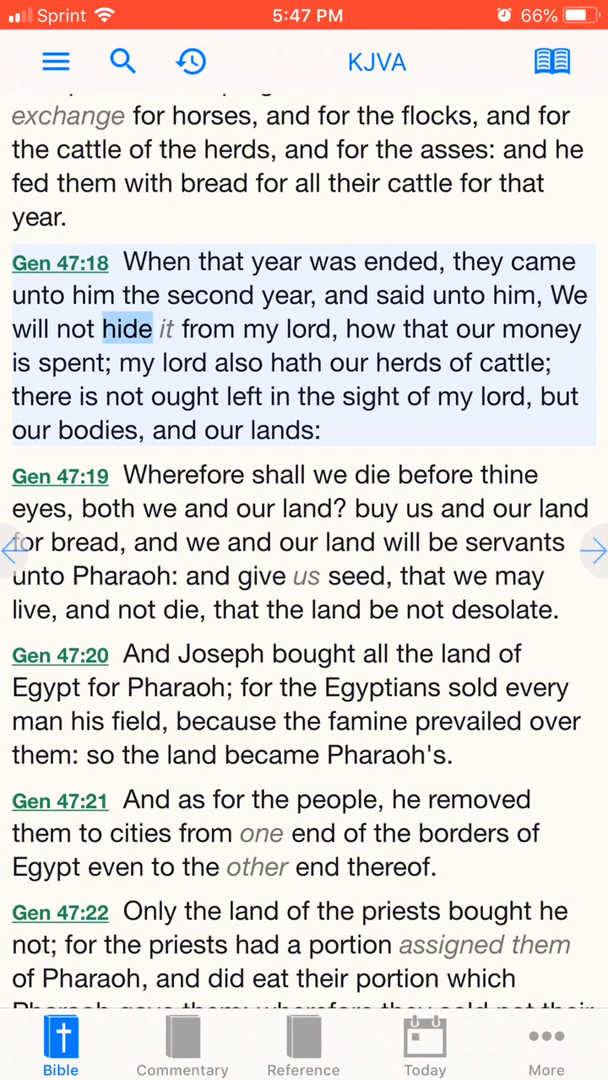 Sprint 5:47 PM 66%
KJVA
exchange for horses, and for the flocks, and for
the cattle of the herds, and for the asses: and he
fed them with bread for all their cattle for that
year.
Gen 47:18 When that year was ended, they came
unto him the second year, and said unto him, We
will not hide it from my lord, how that our money
is spent; my lord also hath our herds of cattle;
there is not ought left in the sight of my lord, but
our bodies, and our lands:
Gen 47:19 Wherefore shall we die before thine
eyes, both we and our land? buy us and our land
for bread, and we and our land will be servants
unto Pharaoh: and give us seed, that we may
live, and not die, that the land be not desolate.
Gen 47:20 And Joseph bought all the land of
Egypt for Pharaoh; for the Egyptians sold every
man his field, because the famine prevailed over
them: so the land became Pharaoh's.
Gen 47:21 And as for the people, he removed
them to cities from one end of the borders of
Egypt even to the other end thereof.
Gen 47:22 Only the land of the priests bought he
not; for the priests had a portion assigned them
of Pharaoh, and did eat their portion which
Bible Commentary Reference Today More